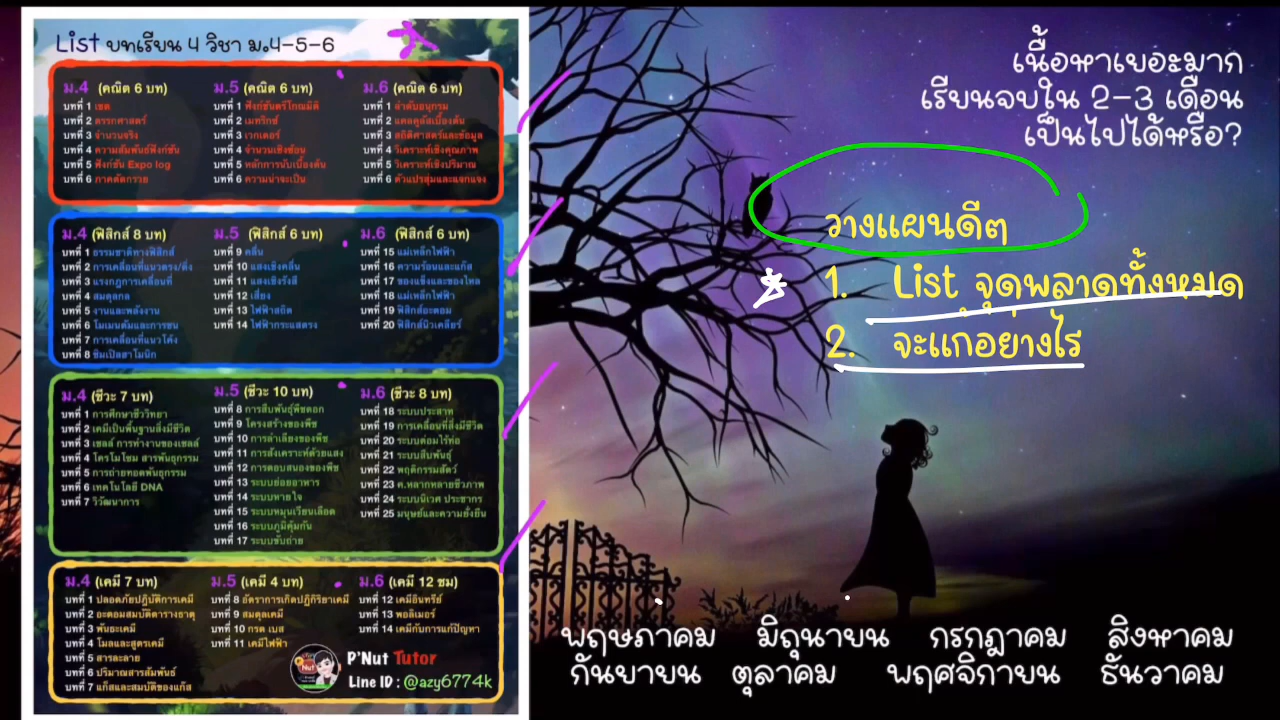 List บทเรียน 4 วิชา ม.4-5-6
ม.4 (คณิต 6 บท)
บทที่ 1 เซต
บทที่ 2 ตรรกศาสตร์
บทที่ 3 จำนวนจริง
บทที่ 4 ความสัมพันธ์ฟังก์ชัน
บทที่ 5 ฟังก์ชัน Expo log
บทที่ 6 ภาคตัดกรวย
ม.5 (คณิต 6 บท)
บทที่ 1 ฟังก์ชันตรีโกณมิติ
บทที่ 2 เมทริกซ์
บทที่ 3 เวกเตอร์
บทที่ 4 จำนวนเชิงซ้อน
บทที่ 5 หลักการนับเบื้องต้น
บทที่ 6 ความน่าจะเป็น
ม.6 (คณิต 6 บท)
บทที่ 1 ลำดับอนุกรม
บทที่ 2 แคลคูลัสเบื้องต้น
บทที่ 3 สถิติศาสตร์และข้อมูล
บทที่ 4 วิเคราะห์เชิงคุณภาพ
บทที่ 5 วิเคราะห์เชิงปริมาณ
บทที่ 6 ตัวแปรสุ่มและแจกแจง
ม.4 (ฟิสิกส์ 8 บท)
บทที่ 1 ธรรมชาติทางฟิสิกส์
บทที่ 2 การเคลื่อนที่แนวตรง/ดิ่ง
บทที่ 3 แรงกฎการเคลื่อนที่
บทที่ 4 สมดุลกล
บทที่ 5 งานและพลังงาน
บทที่ 6 โมเมนตัมและการชน
บทที่ 7 การเคลื่อนที่แนวโค้ง
บทที่ 8 ซิมเปิลฮาโมนิก
ม.5 (ฟิสิกส์ 6 บท)
บทที่ 9 คลื่น
บทที่ 10 แสงเชิงคลื่น
บทที่ 11 แสงเชิงรังสี
บทที่ 12 เสียง
บทที่ 13 ไฟฟ้าสถิต
บทที่ 14 ไฟฟ้ากระแสตรง
ม.6 (ฟิสิกส์ 6 บท)
บทที่ 15 แม่เหล็กไฟฟ้า
บทที่ 16 ความร้อนและแก๊ส
บทที่ 17 ของแข็งและของไหล
บทที่ 18 แม่เหล็กไฟฟ้า
บทที่ 19 ฟิสิกส์อะตอม
บทที่ 20 ฟิสิกส์นิวเคลียร์
ม.4 (ชีวะ 7 บท)
บทที่ 1 การศึกษาชีววิทยา
บทที่ 2 เคมีเป็นพื้นฐานสิ่งมีชีวิต
บทที่ 3 เซลล์ การทำงานของเซลล์
บทที่ 4 โครโมโซม สารพันธุกรรม
บทที่ 5 การถ่ายทอดพันธุกรรม
บทที่ 6 เทคโนโลยี DNA
บทที่ 7 วิวัฒนาการ
ม.5 (ชีวะ 10 บท)
บทที่ 8 การสืบพันธุ์พืชดอก
บทที่ 9 โครงสร้างของพืช
บทที่ 10 การลำเลียงของพืช
บทที่ 11 การสังเคราะห์ด้วยแสง
บทที่ 12 การตอบสนองของพืช
บทที่ 13 ระบบย่อยอาหาร
บทที่ 14 ระบบหายใจ
บทที่ 15 ระบบหมุนเวียนเลือด
บทที่ 16 ระบบภูมิคุ้มกัน
บทที่ 17 ระบบขับถ่าย
ม.6 (ชีวะ 8 บท)
บทที่ 18 ระบบประสาท
บทที่ 19 การเคลื่อนที่สิ่งมีชีวิต
บทที่ 20 ระบบต่อมไร้ท่อ
บทที่ 21 ระบบสืบพันธุ์
บทที่ 22 พฤติกรรมสัตว์
บทที่ 23 ค.หลากหลายชีวภาพ
บทที่ 24 ระบบนิเวศ ประชากร
บทที่ 25 มนุษย์และความยั่งยืน
ม.4 (เคมี 7 บท)
บทที่ 1 ปลอดภัยปฏิบัติการเคมี
บทที่ 2 อะตอมสมบัติตารางธาตุ
บทที่ 3 พันธะเคมี
บทที่ 4 โมลและสูตรเคมี
บทที่ 5 สารละลาย
บทที่ 6 ปริมาณสารสัมพันธ์
บทที่ 7 แก๊สและสมบัติของแก๊ส
ม.5 (เคมี 4 บท)
บทที่ 8 อัตราการเกิดปฏิกิริยาเคมี
บทที่ 9 สมดุลเคมี
บทที่ 10 กรด เบส
บทที่ 11 เคมีไฟฟ้า
ม.6 (เคมี 12 ชม)
บทที่ 12 เคมีอินทรีย์
บทที่ 13 พอลิเมอร์
บทที่ 14 เคมีกับการแก้ปัญหา
P'Nut Tutor
Line ID : @azy6774k
เนื้อหาเยอะมาก
เรียนจบใน 2-3 เดือน
เป็นไปได้หรือ?
วางแผนดีๆ
1. List จุดพลาดทั้งหมด
2. จะแก้อย่างไร
พฤษภาคม มิถุนายน กรกฎาคม สิงหาคม
กันยายน ตุลาคม พฤศจิกายน ธันวาคม